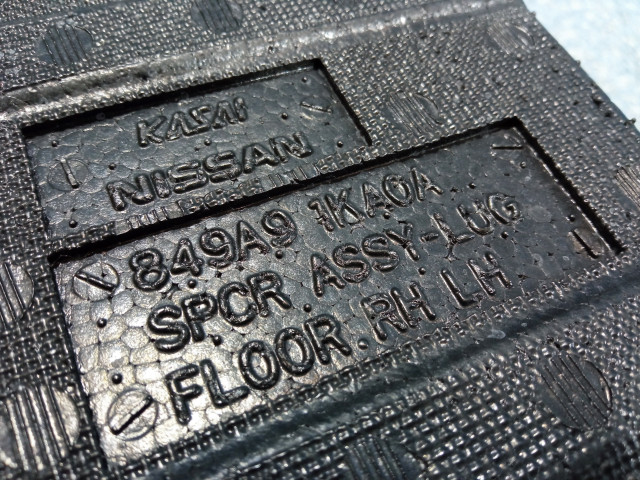 KASAI
NISSAN
849A9 1KA0A
SPCR ASSY-LUG
FLOOR.RH LH